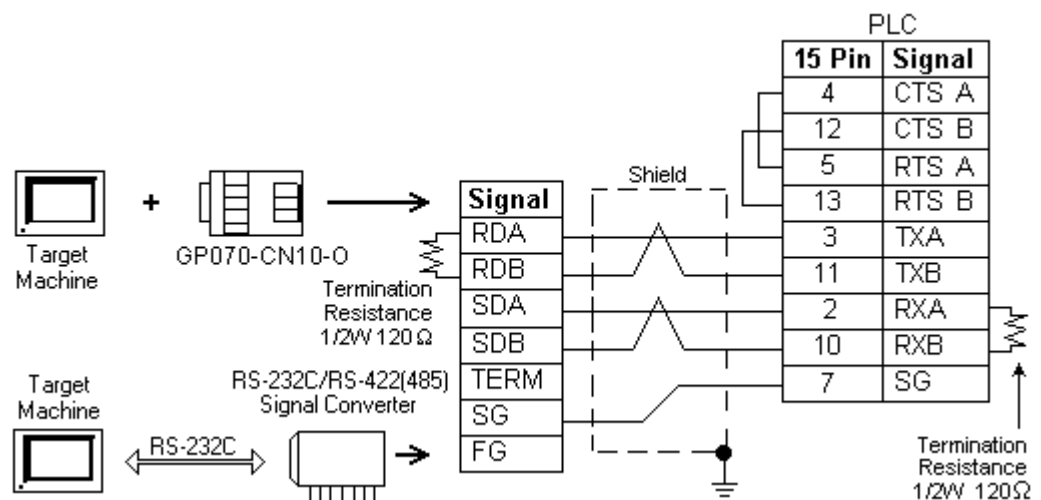 PLC
15 Pin Signal
4 CTS A
12 CTS B
5 RTS A
13 RTS B
3 TXA
11 TXB
2 RXA
10 RXB
7 SG
Termination
Resistance
1/2W 120Ω
Shield
Signal
RDA
RDB
SDA
SDB
TERM
SG
FG
Target
Machine
+
GP070-CN10-O
Termination
Resistance
1/2W 120Ω
RS-232C/RS-422(485)
Signal Converter
Target
Machine
RS-232C